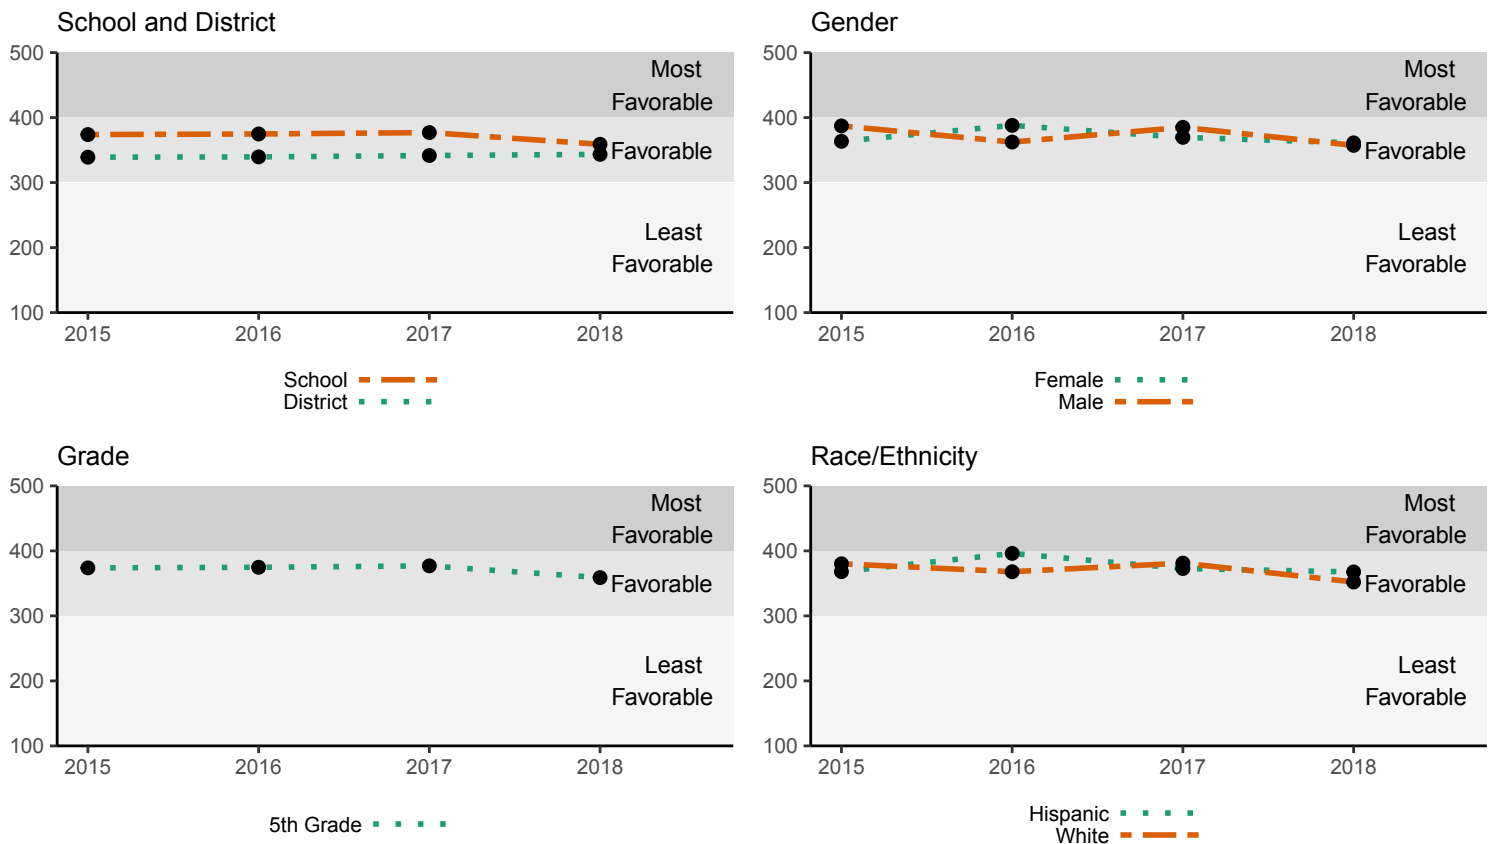 School and District
500
400
300
200
100
Most
Favorable
Favorable
Least
Favorable
2015 2016 2017 2018
School
District
Gender
500
400
300
200
100
Most
Favorable
Favorable
Least
Favorable
2015 2016 2017 2018
Female
Male
Grade
500
400
300
200
100
Most
Favorable
Favorable
Least
Favorable
2015 2016 2017 2018
5th Grade
Race/Ethnicity
500
400
300
200
100
Most
Favorable
Favorable
Least
Favorable
2015 2016 2017 2018
Hispanic
White